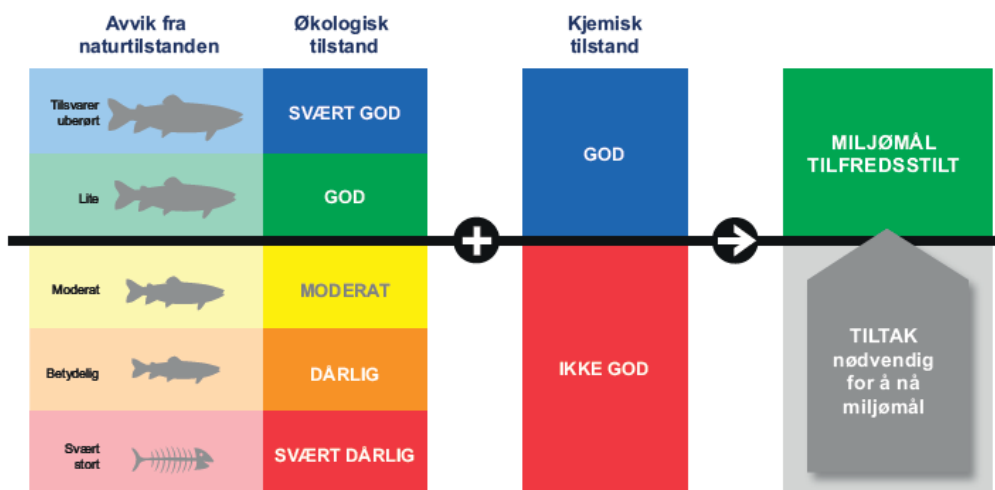 Avvik fra
naturtilstanden
Økologisk
tilstand
Kjemisk
tilstand
Tilsvarer
uberørt
SVÆRT GOD
Lite
GOD
Moderat
MODERAT
Betydelig
DÅRLIG
Svært
stort
SVÆRT DÅRLIG
GOD
IKKE GOD
MILJØMÅL
TILFREDSSTILT
TILTAK
nødvendig
for å nå
miljømål